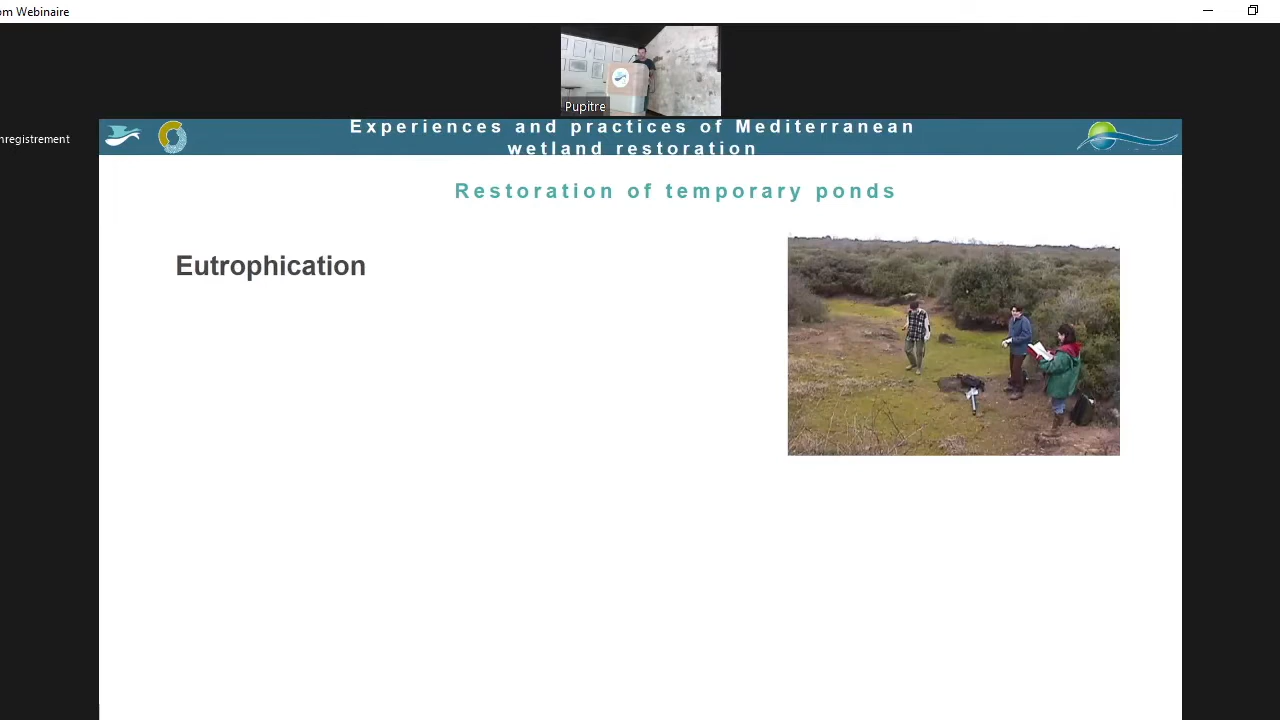 om Webinaire
Pupitre
nregistrement
Experiences and practices of Mediterranean
wetland restoration
Restoration of temporary ponds
Eutrophication